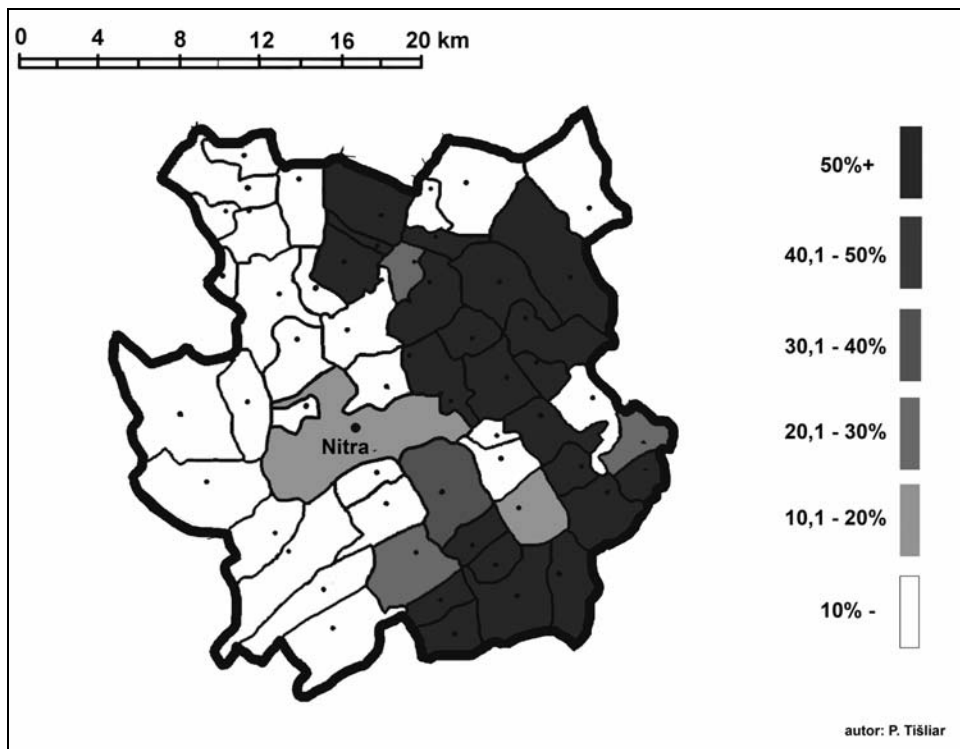 0 4 8 12 16 20 km
50%+
40,1 - 50%
30,1 - 40%
20,1 - 30%
10,1 - 20%
10% -
Nitra
autor: P. Tišliar